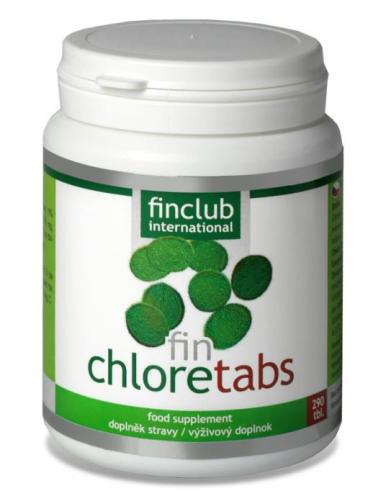 finclub
international
fin
chloretabs
food supplement
doplněk stravy / výživový doplnok
290
tbl.